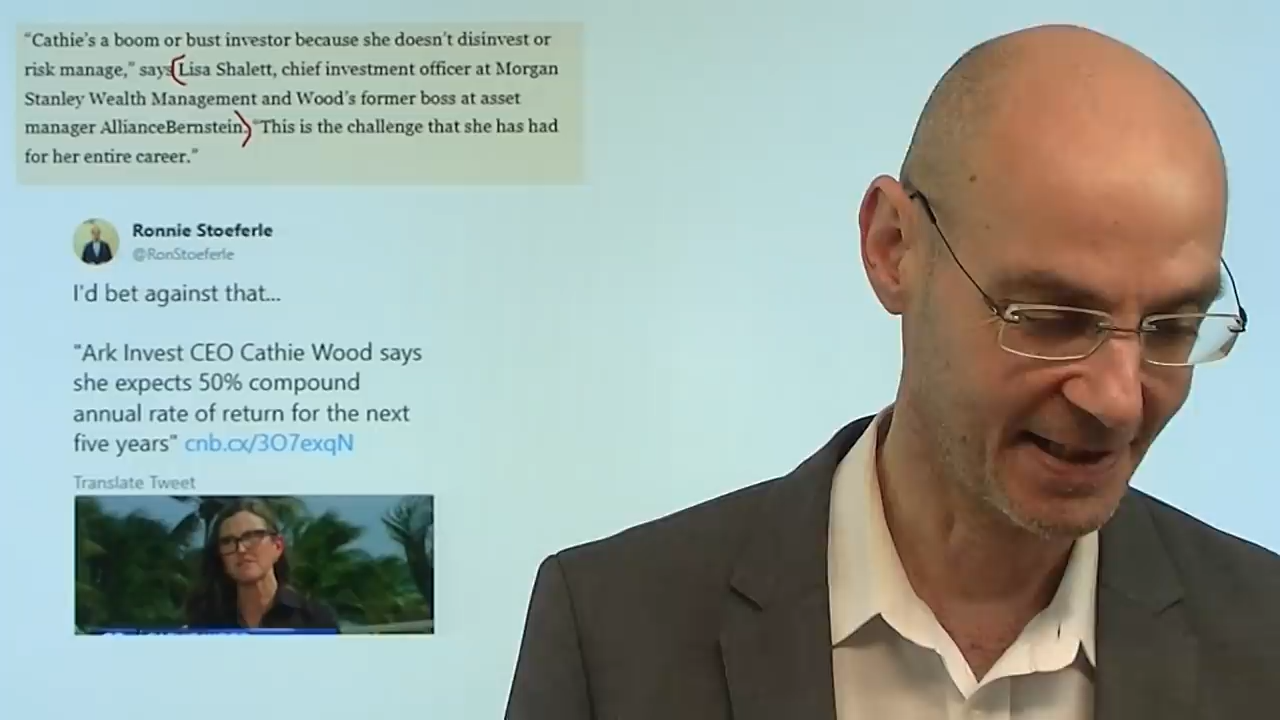 “Cathie’s a boom or bust investor because she doesn’t disinvest or
risk manage,” says Lisa Shalett, chief investment officer at Morgan
Stanley Wealth Management and Wood’s former boss at asset
manager AllianceBernstein. “This is the challenge that she has had
for her entire career.”
Ronnie Stoeferle
@RonStoeferle
I'd bet against that...
"Ark Invest CEO Cathie Wood says
she expects 50% compound
annual rate of return for the next
five years" cnb.cx/3O7exqN
Translate Tweet